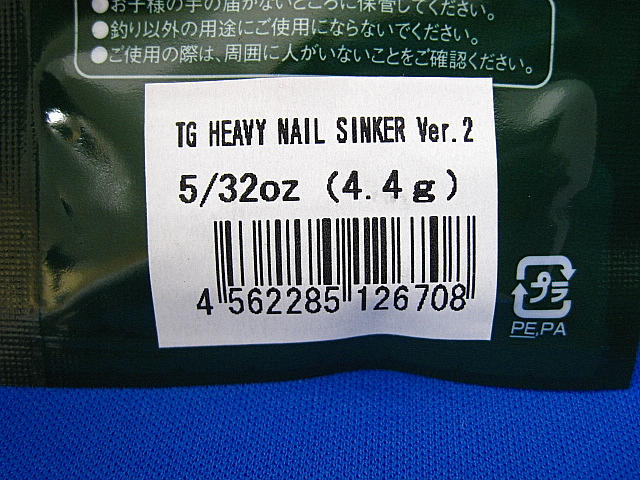 ●お子様の手の届かないところに保管してください。
●釣り以外の用途にご使用にならないでください。
●ご使用の際は、周囲に人がいないことをご確認ください。
TG HEAVY NAIL SINKER Ver.2
5/32oz (4.4g)
4 562285 126708
プラ
PE,PA